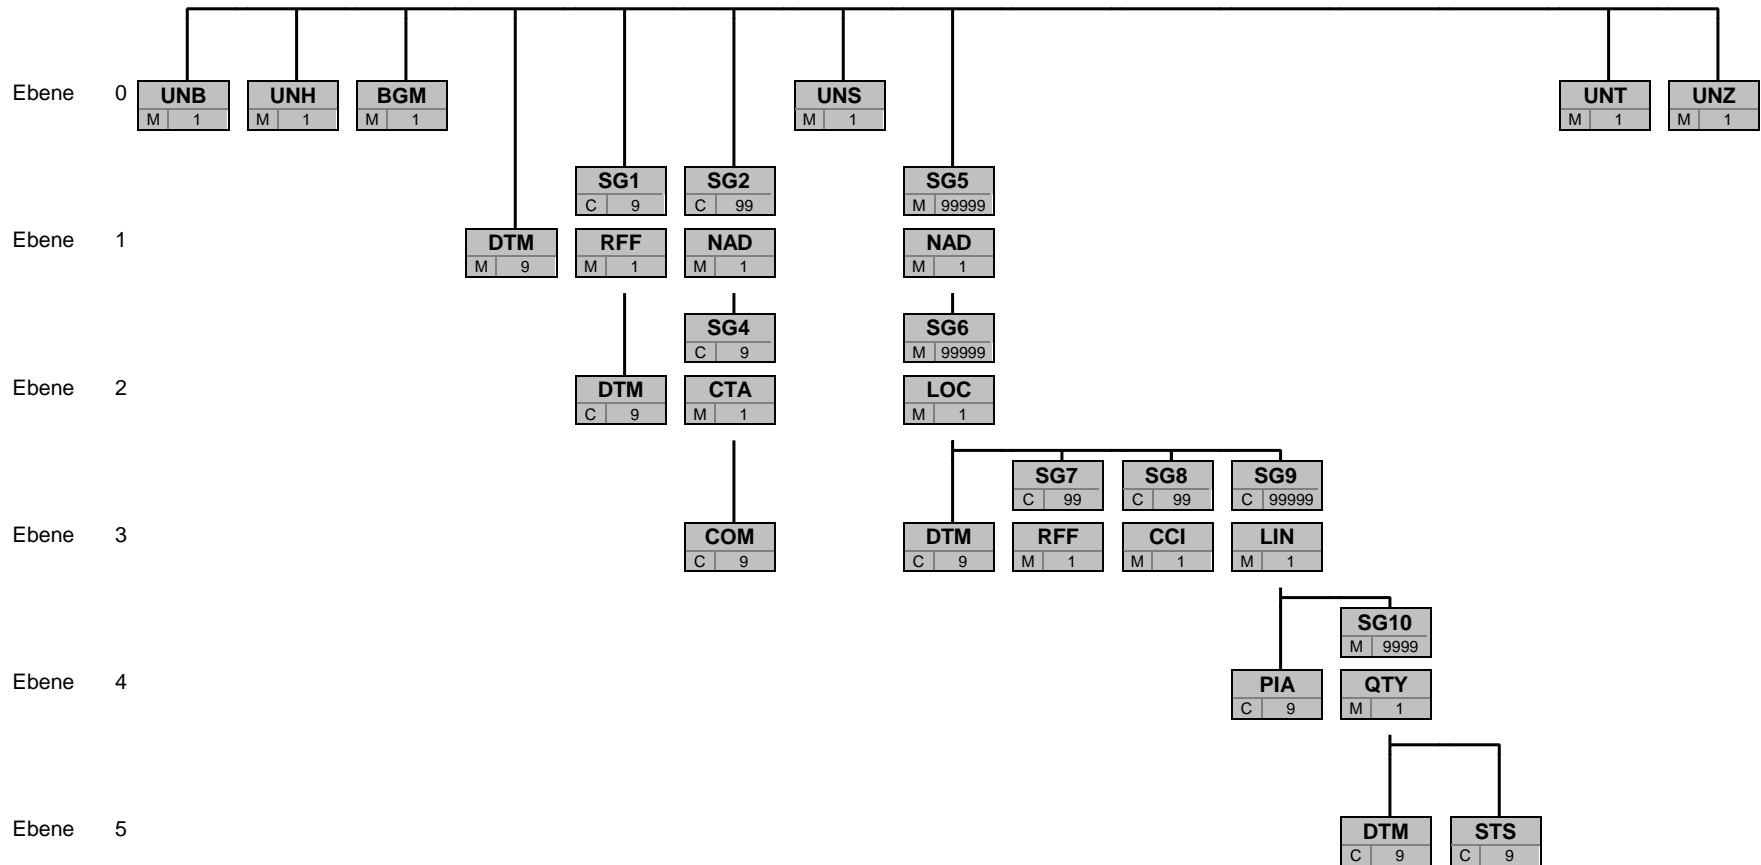 Ebene 0 UNB UNH BGM UNS UNT UNZ
M 1 M 1 M 1 M 1 M 1 M 1
SG1 SG2 SG5
C 9 C 99 M 99999
Ebene 1 DTM RFF NAD NAD
M 9 M 1 M 1 M 1
SG4 SG6
C 9 M 99999
Ebene 2 DTM CTA LOC
C 9 M 1 M 1
SG7 SG8 SG9
C 99 C 99 C 99999
Ebene 3 COM DTM RFF CCI LIN
C 9 C 9 M 1 M 1 M 1
SG10
M 9999
Ebene 4 PIA QTY
C 9 M 1
Ebene 5 DTM STS
C 9 C 9